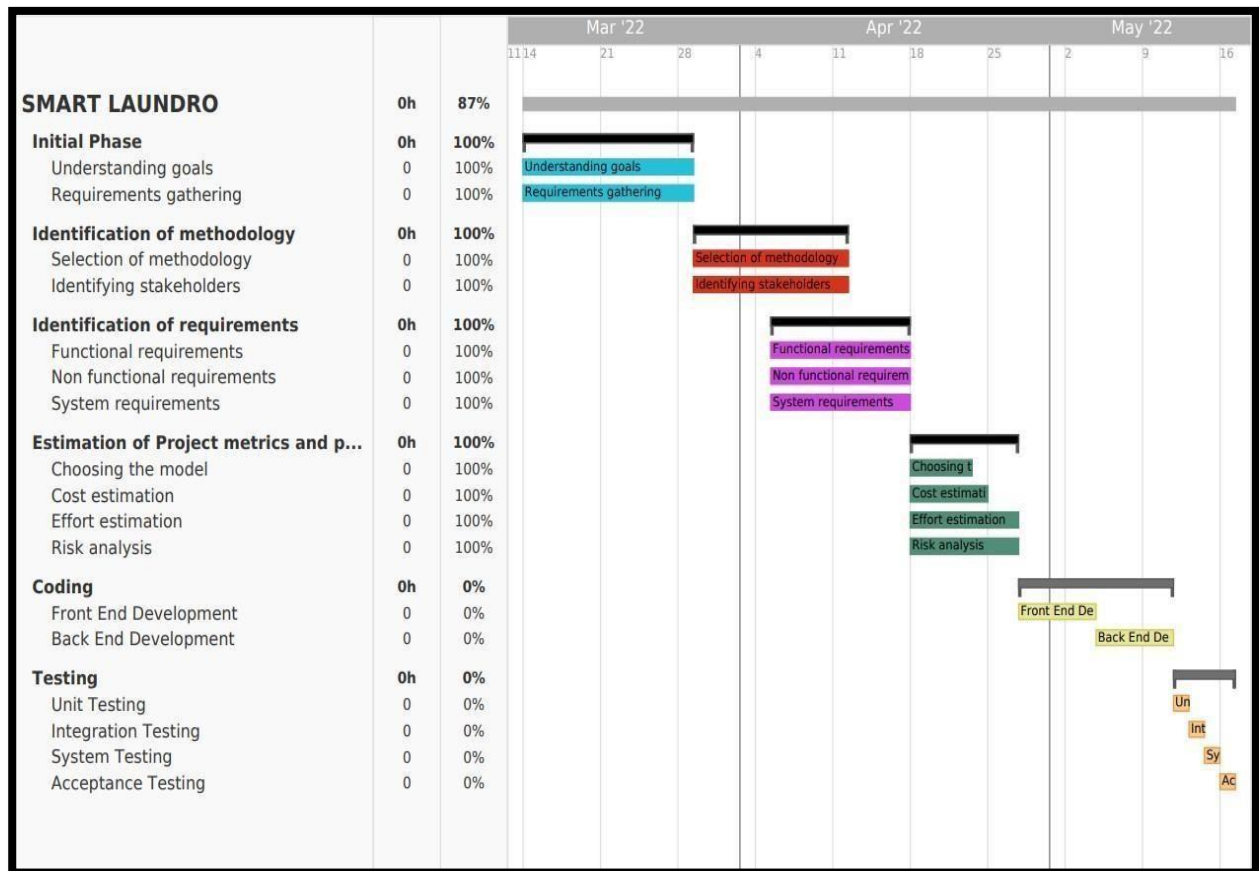 Mar '22 Apr '22 May '22
11 14 21 28 4 11 18 25 2 9 16
SMART LAUNDRO 0h 87%
Initial Phase 0h 100%
Understanding goals 0 100% Understanding goals
Requirements gathering 0 100% Requirements gathering
Identification of methodology 0h 100%
Selection of methodology 0 100% Selection of methodology
Identifying stakeholders 0 100% Identifying stakeholders
Identification of requirements 0h 100%
Functional requirements 0 100% Functional requirements
Non functional requirements 0 100% Non functional requirem
System requirements 0 100% System requirements
Estimation of Project metrics and p... 0h 100%
Choosing the model 0 100% Choosing t
Cost estimation 0 100% Cost estimati
Effort estimation 0 100% Effort estimation
Risk analysis 0 100% Risk analysis
Coding 0h 0%
Front End Development 0 0% Front End De
Back End Development 0 0% Back End De
Testing 0h 0%
Unit Testing 0 0% Un
Integration Testing 0 0% Int
System Testing 0 0% Sy
Acceptance Testing 0 0% Ac